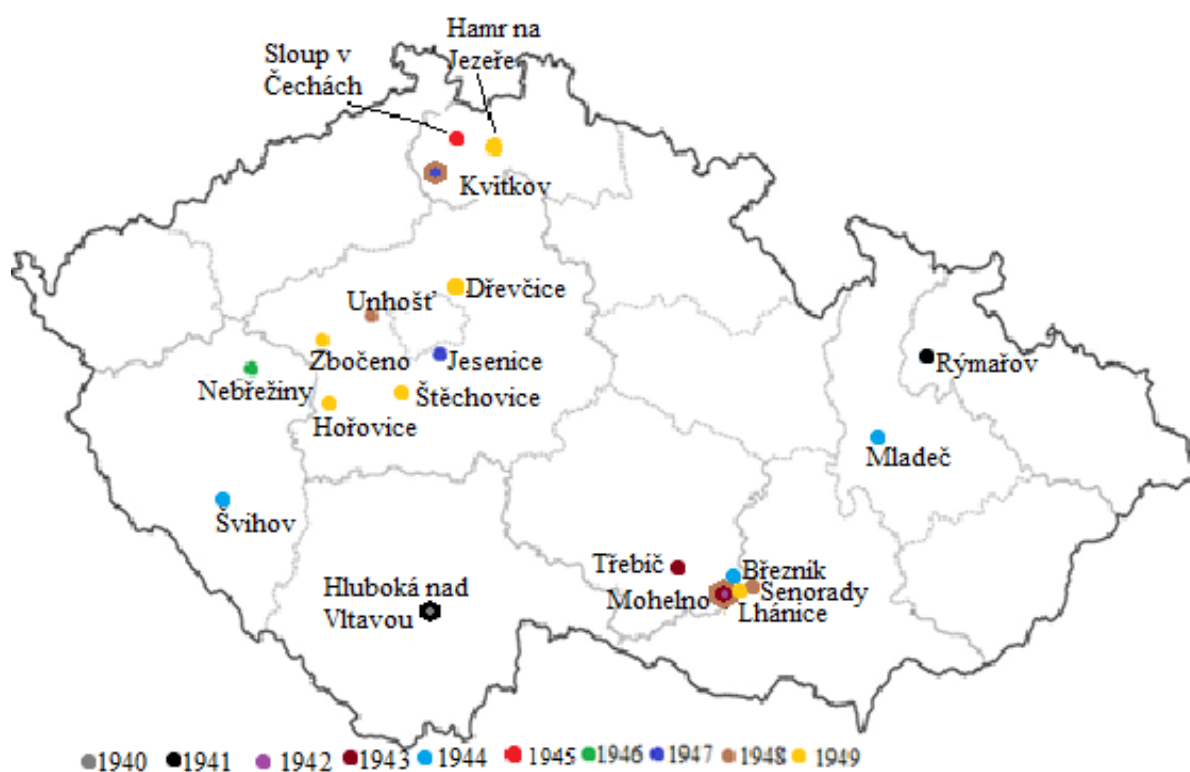 Hamr na
Jezeře
Sloup v
Čechách
Kvitkov
Dřevčice
Unhošť
Zbočeno
Jesenice
Nebřežiny
Štěchovice
Hořovice
Rýmařov
Mladeč
Švihov
Třebíč
Březník
Senorady
Mohelno
Lhánice
Hluboká nad
Vltavou
1940 1941 1942 1943 1944 1945 1946 1947 1948 1949